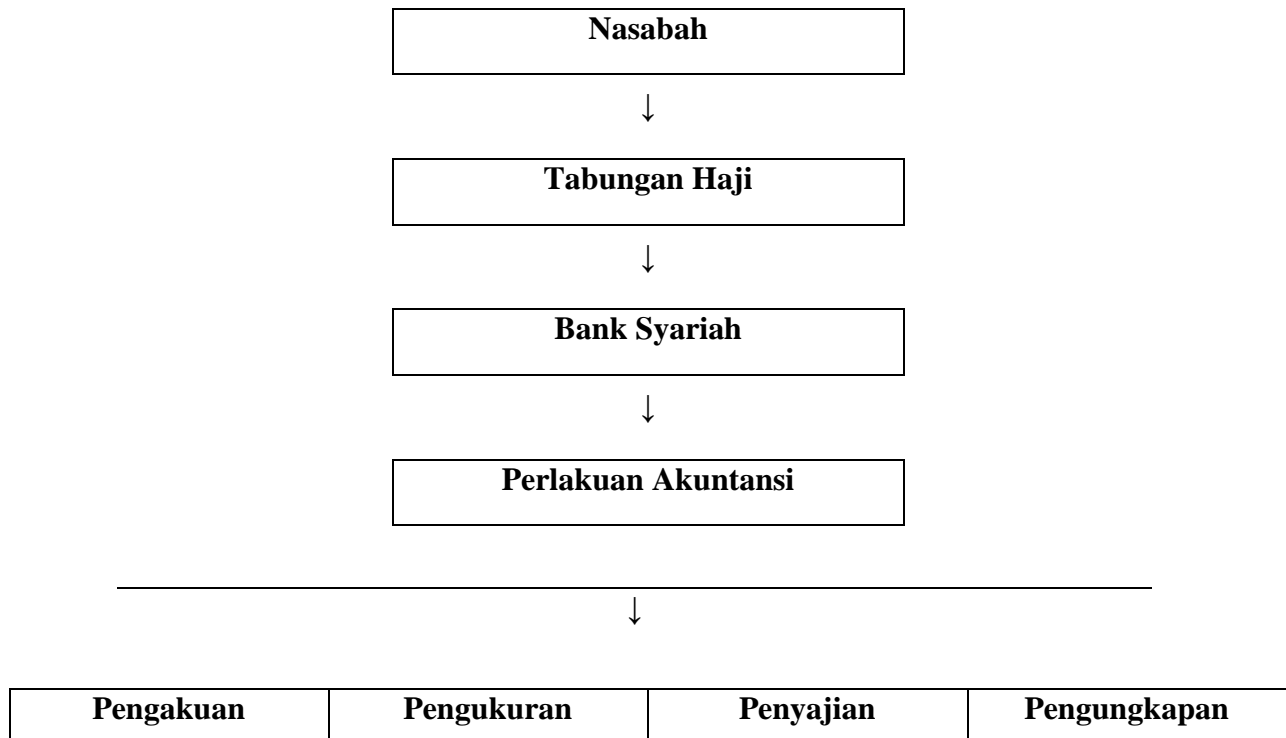 Nasabah
↓
Tabungan Haji
↓
Bank Syariah
↓
Perlakuan Akuntansi
↓
Pengakuan Pengukuran Penyajian Pengungkapan